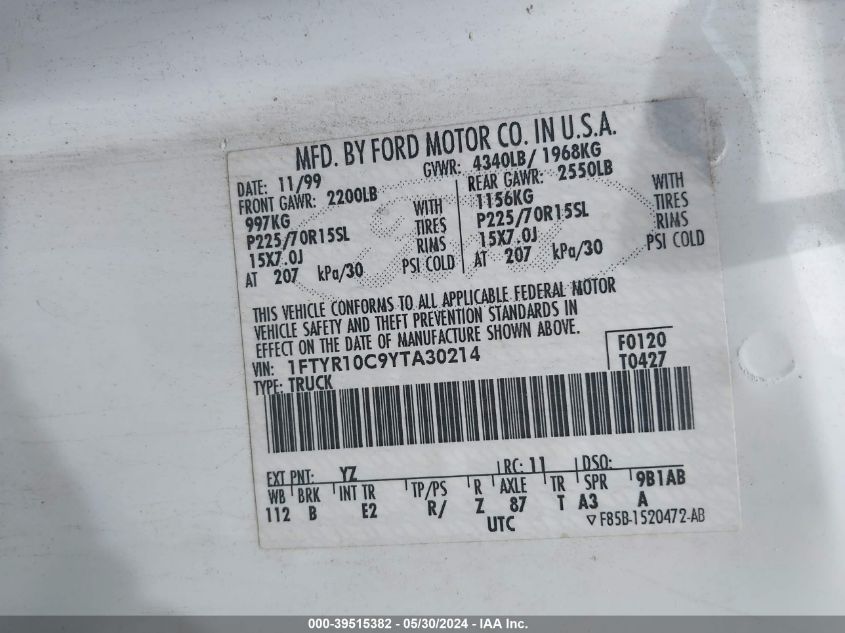 MFD. BY FORD MOTOR CO. IN U.S.A.
DATE: 11/99 GVWR: 4340LB/ 1968KG
FRONT GAWR: 2200LB REAR GAWR: 2550LB
997KG WITH 1156KG WITH
P225/70R15SL TIRES P225/70R15SL TIRES
15X7.0J RIMS 15X7.0J RIMS
AT 207 kPa/30 PSI COLD AT 207 kPa/30 PSI COLD
THIS VEHICLE CONFORMS TO ALL APPLICABLE FEDERAL MOTOR
VEHICLE SAFETY AND THEFT PREVENTION STANDARDS IN
EFFECT ON THE DATE OF MANUFACTURE SHOWN ABOVE.
VIN: 1FTYR10C9YTA30214 F0120
TYPE: TRUCK T0427
EXT PNT: YZ RC: 11 DSO:
WB BRK INT TR TP/PS R AXLE TR SPR 9B1AB
112 B E2 R/ Z 87 T A3 A
UTC ▽F85B-1520472-AB
000-39515382 - 05/30/2024 - IAA Inc.